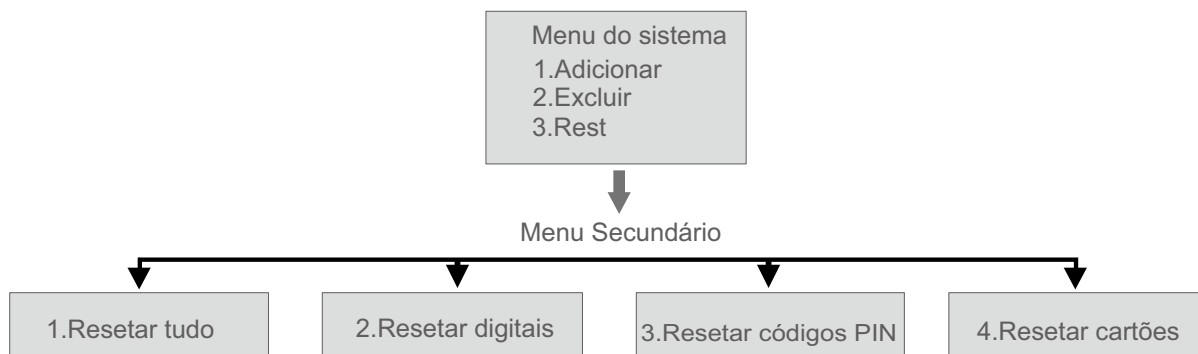 Menu do sistema
1.Adicionar
2.Excluir
3.Rest
Menu Secundário
1.Resetar tudo
2.Resetar digitais
3.Resetar códigos PIN
4.Resetar cartões